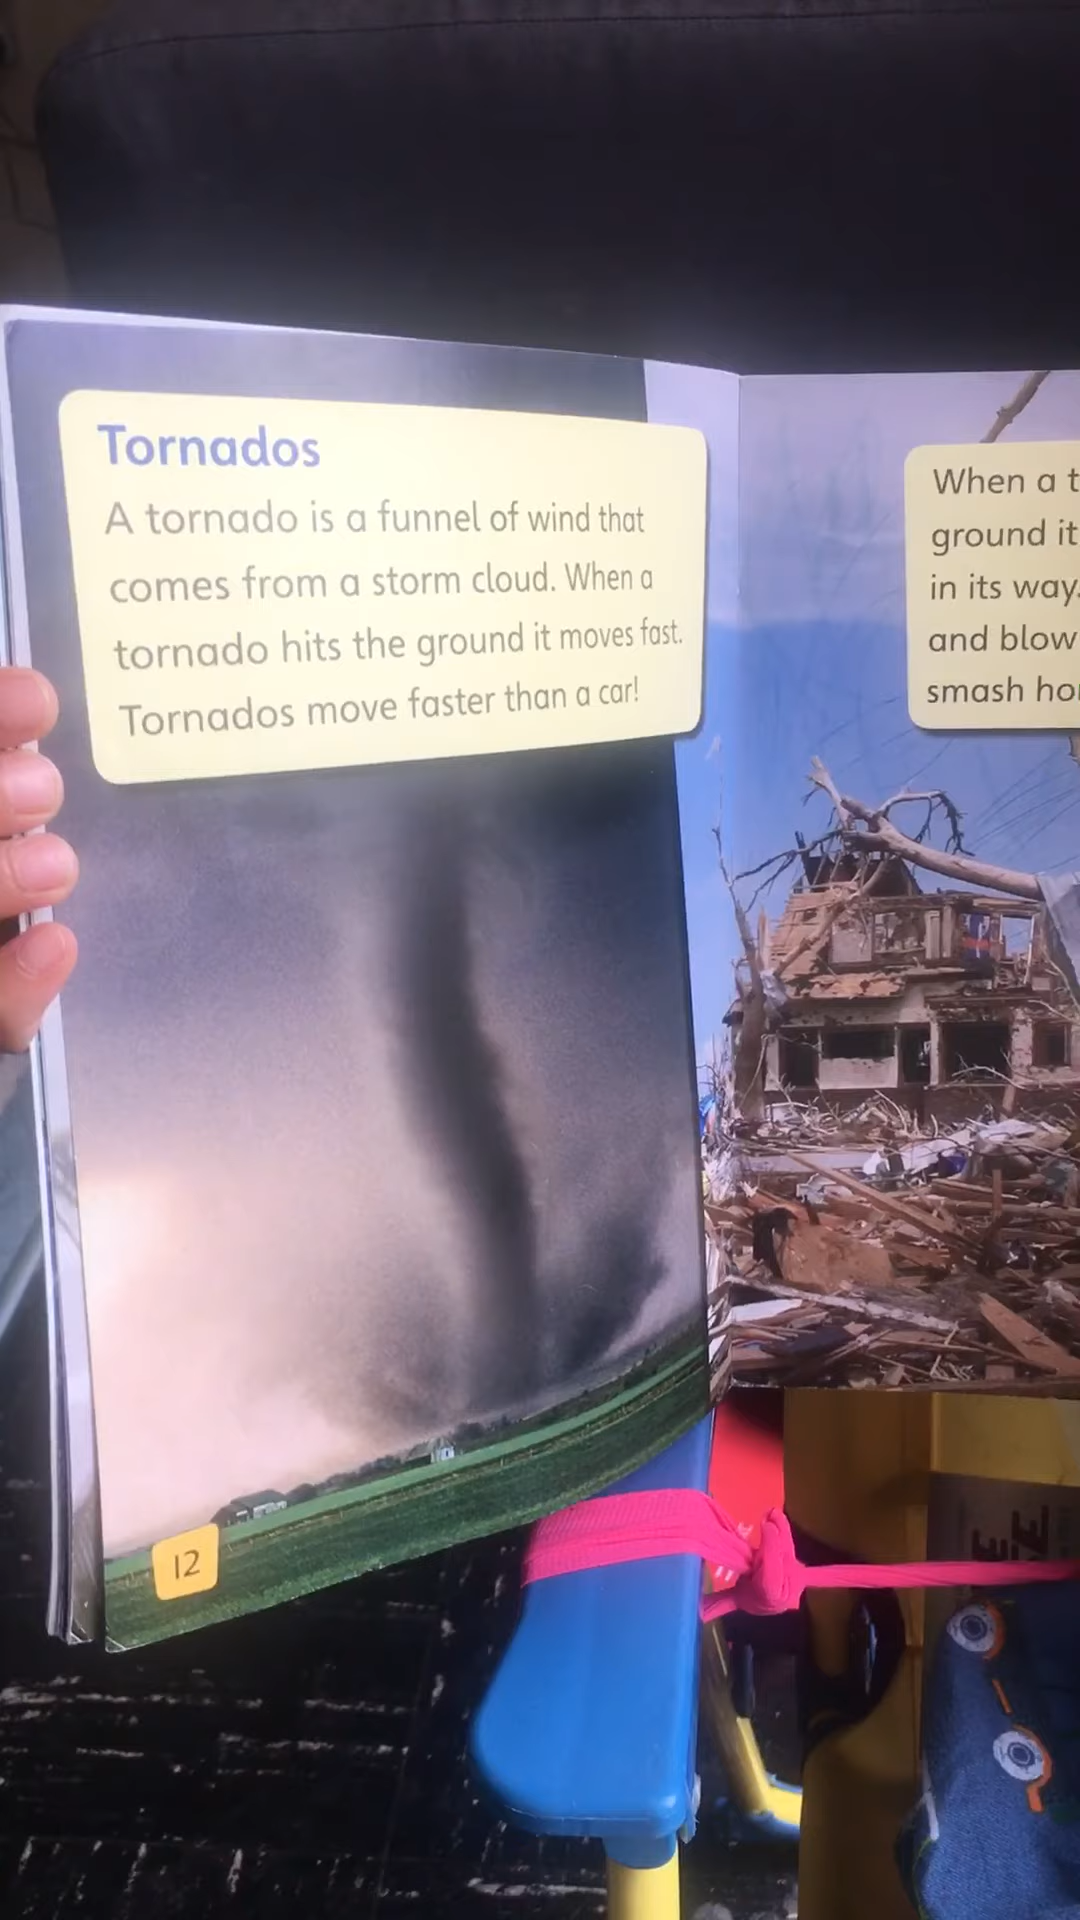 Tornados
A tornado is a funnel of wind that
comes from a storm cloud. When a
tornado hits the ground it moves fast.
Tornados move faster than a car!
12
When a t
ground it
in its way.
and blow
smash ho